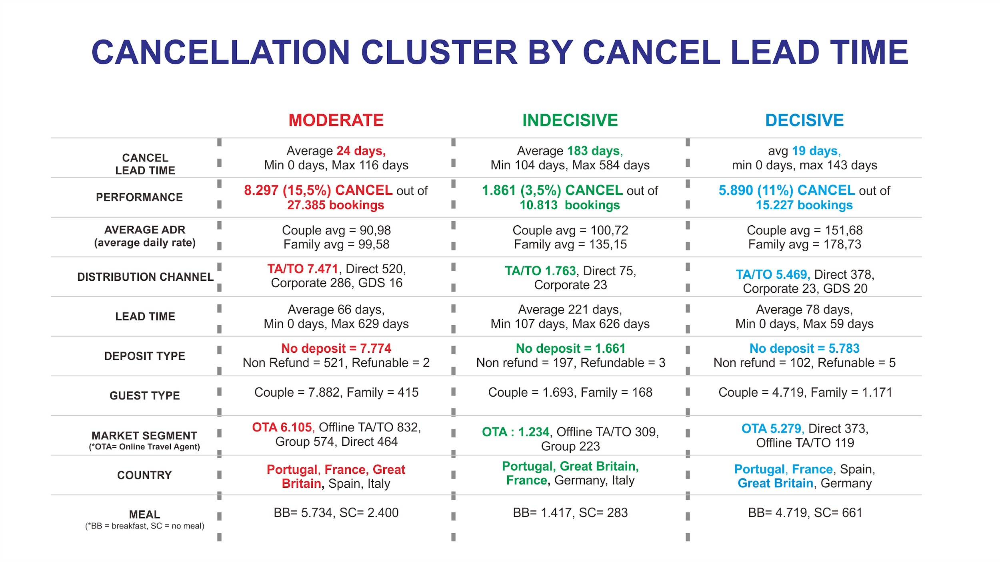 CANCELLATION CLUSTER BY CANCEL LEAD TIME
MODERATE
INDECISIVE
DECISIVE
CANCEL
LEAD TIME
Average 24 days,
Min 0 days, Max 116 days
Average 183 days,
Min 104 days, Max 584 days
avg 19 days,
min 0 days, max 143 days
PERFORMANCE
8.297 (15,5%) CANCEL out of
27.385 bookings
1.861 (3,5%) CANCEL out of
10.813 bookings
5.890 (11%) CANCEL out of
15.227 bookings
AVERAGE ADR
(average daily rate)
Couple avg = 90,98
Family avg = 99,58
Couple avg = 100,72
Family avg = 135,15
Couple avg = 151,68
Family avg = 178,73
DISTRIBUTION CHANNEL
TA/TO 7.471, Direct 520,
Corporate 286, GDS 16
TA/TO 1.763, Direct 75,
Corporate 23
TA/TO 5.469, Direct 378,
Corporate 23, GDS 20
LEAD TIME
Average 66 days,
Min 0 days, Max 629 days
Average 221 days,
Min 107 days, Max 626 days
Average 78 days,
Min 0 days, Max 59 days
DEPOSIT TYPE
No deposit = 7.774
Non Refund = 521, Refunable = 2
No deposit = 1.661
Non refund = 197, Refundable = 3
No deposit = 5.783
Non refund = 102, Refunable = 5
GUEST TYPE
Couple = 7.882, Family = 415
Couple = 1.693, Family = 168
Couple = 4.719, Family = 1.171
MARKET SEGMENT
(*OTA= Online Travel Agent)
OTA 6.105, Offline TA/TO 832,
Group 574, Direct 464
OTA : 1.234, Offline TA/TO 309,
Group 223
OTA 5.279, Direct 373,
Offline TA/TO 119
COUNTRY
Portugal, France, Great
Britain, Spain, Italy
Portugal, Great Britain,
France, Germany, Italy
Portugal, France, Spain,
Great Britain, Germany
MEAL
(*BB = breakfast, SC = no meal)
BB= 5.734, SC= 2.400
BB= 1.417, SC= 283
BB= 4.719, SC= 661